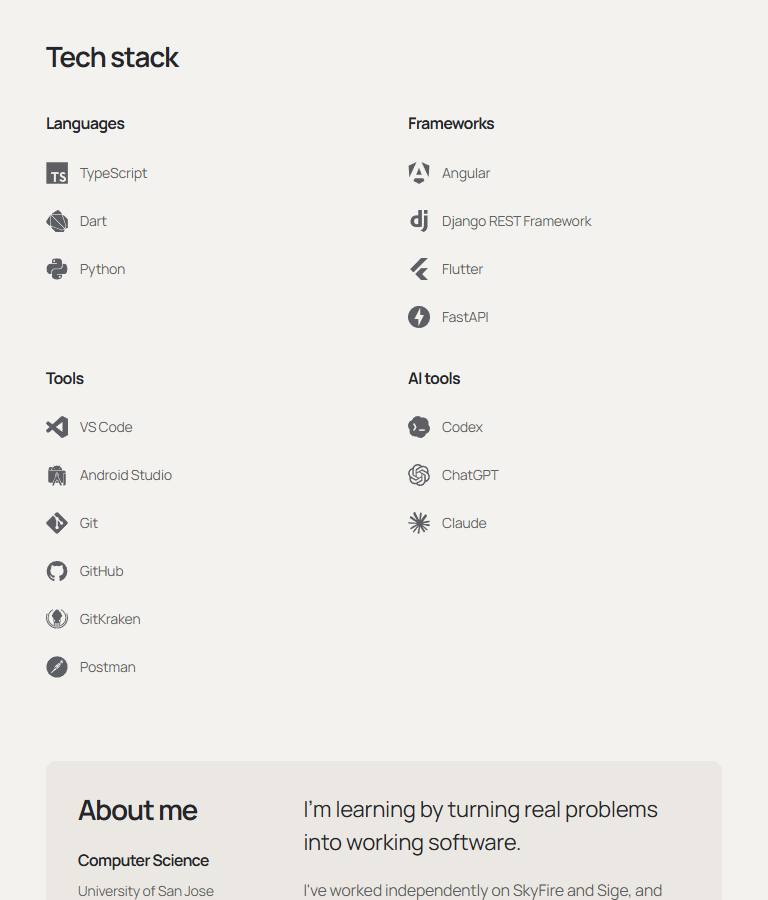 Tech stack
Languages
TypeScript
Dart
Python
Frameworks
Angular
Django REST Framework
Flutter
FastAPI
Tools
VS Code
Android Studio
Git
GitHub
GitKraken
Postman
AI tools
Codex
ChatGPT
Claude
About me
Computer Science
University of San Jose
I'm learning by turning real problems
into working software.
I've worked independently on SkyFire and Sige, and